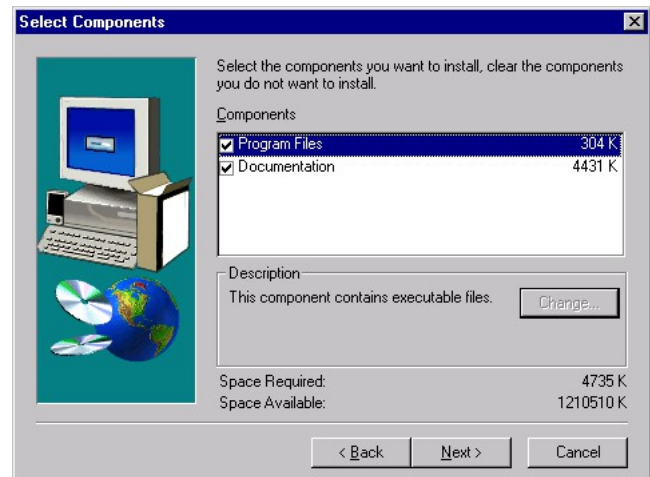 Select Components
Select the components you want to install, clear the components
you do not want to install.
Components
Program Files 304 K
Documentation 4431 K
Description
This component contains executable files.
Change...
Space Required: 4735 K
Space Available: 1210510 K
< Back Next > Cancel